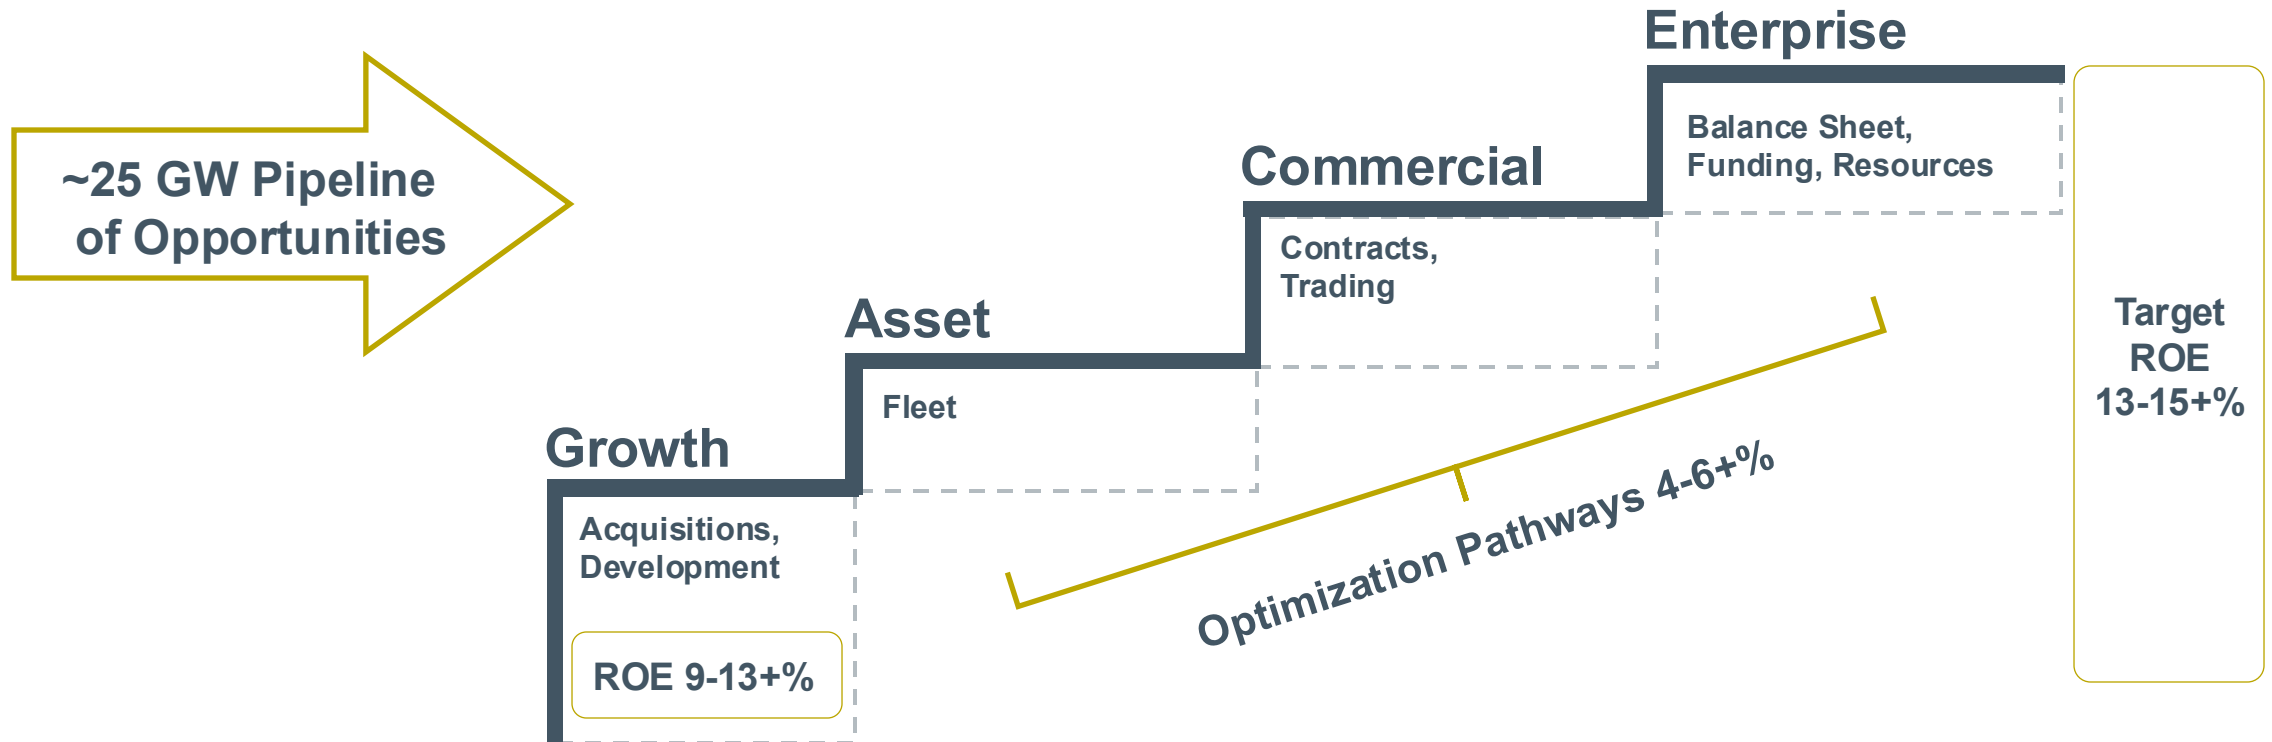 ~25 GW Pipeline
of Opportunities
Growth
Acquisitions,
Development
ROE 9-13+%
Asset
Fleet
Commercial
Contracts,
Trading
Enterprise
Balance Sheet,
Funding, Resources
Optimization Pathways 4-6+%
Target
ROE
13-15+%